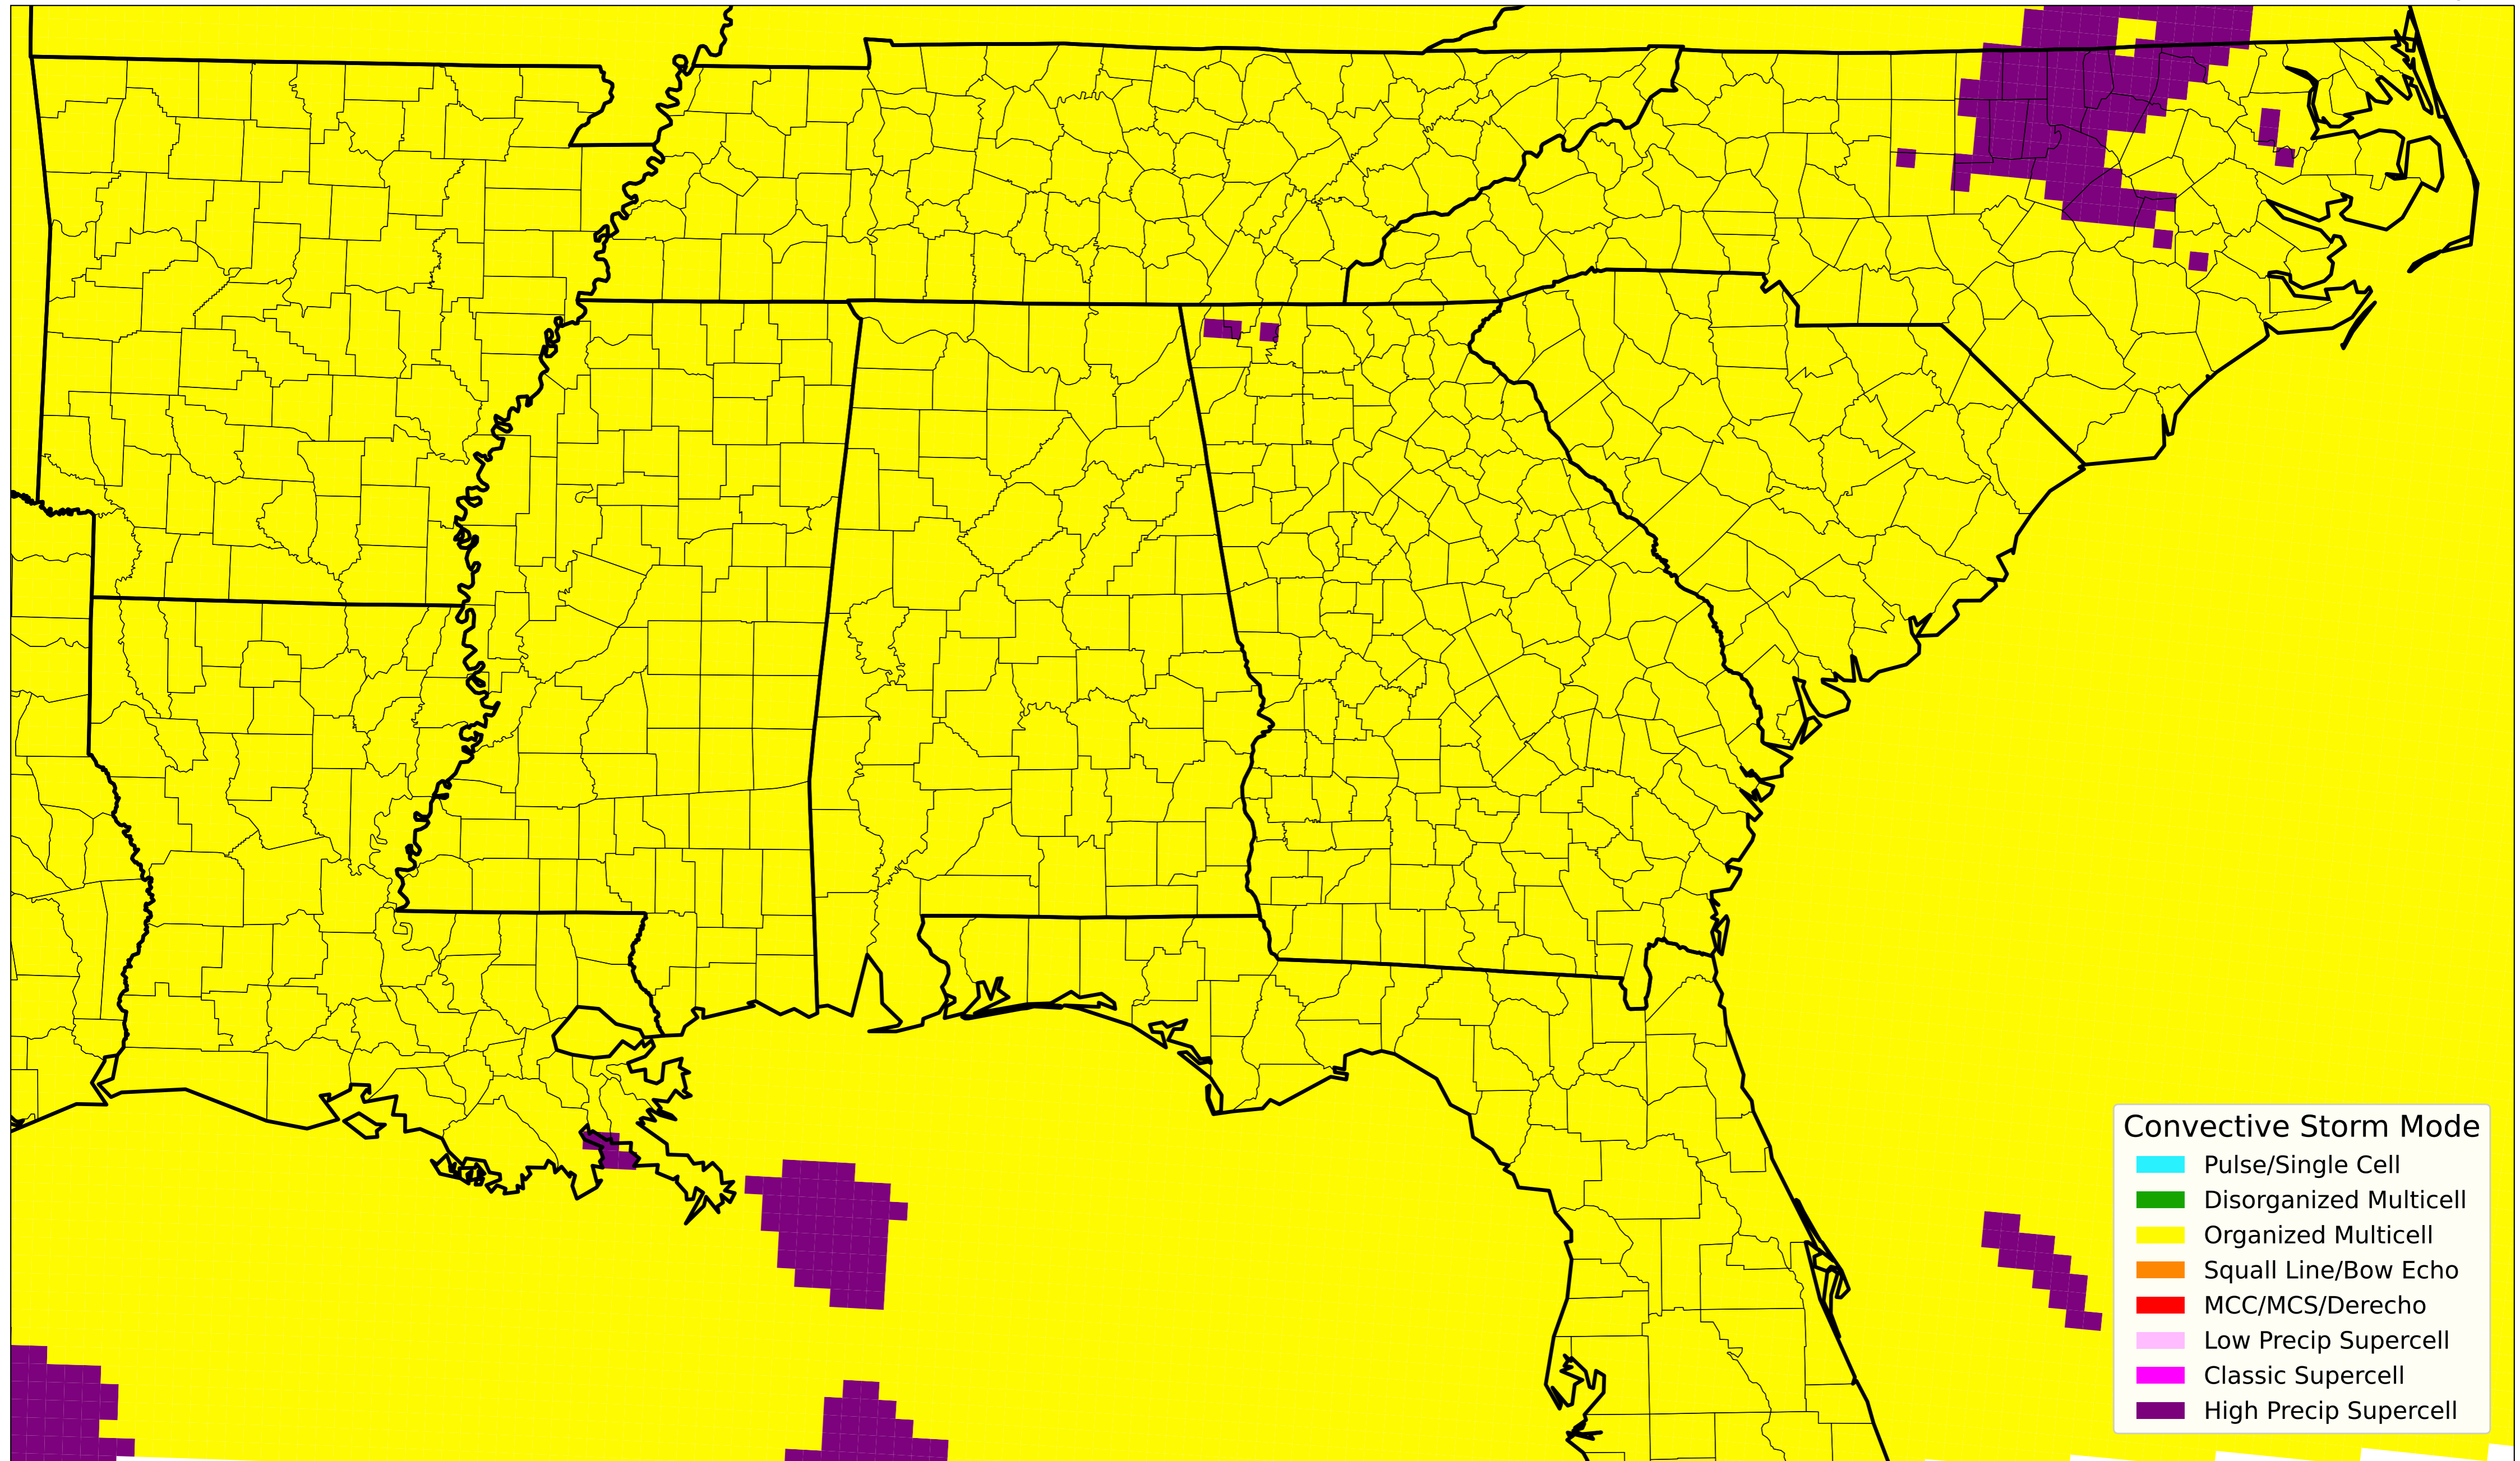 Convective Storm Mode
Pulse/Single Cell
Disorganized Multicell
Organized Multicell
Squall Line/Bow Echo
MCC/MCS/Derecho
Low Precip Supercell
Classic Supercell
High Precip Supercell